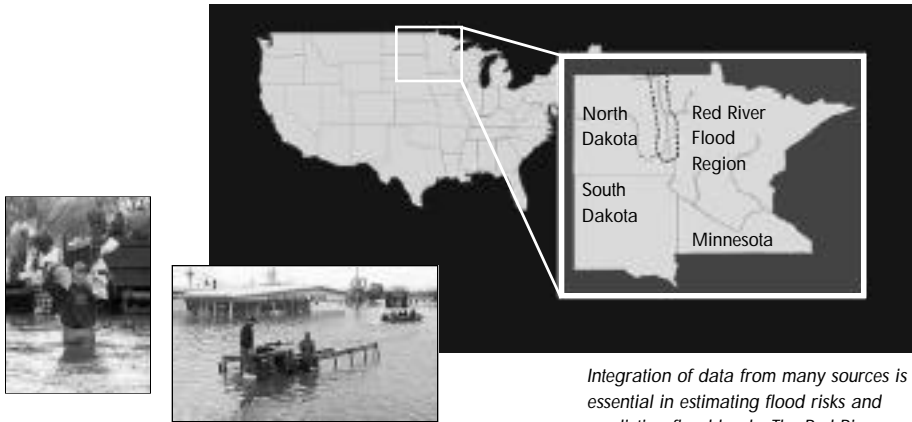 North
Dakota
Red River
Flood
Region
South
Dakota
Minnesota
Integration of data from many sources is
essential in estimating flood risks and